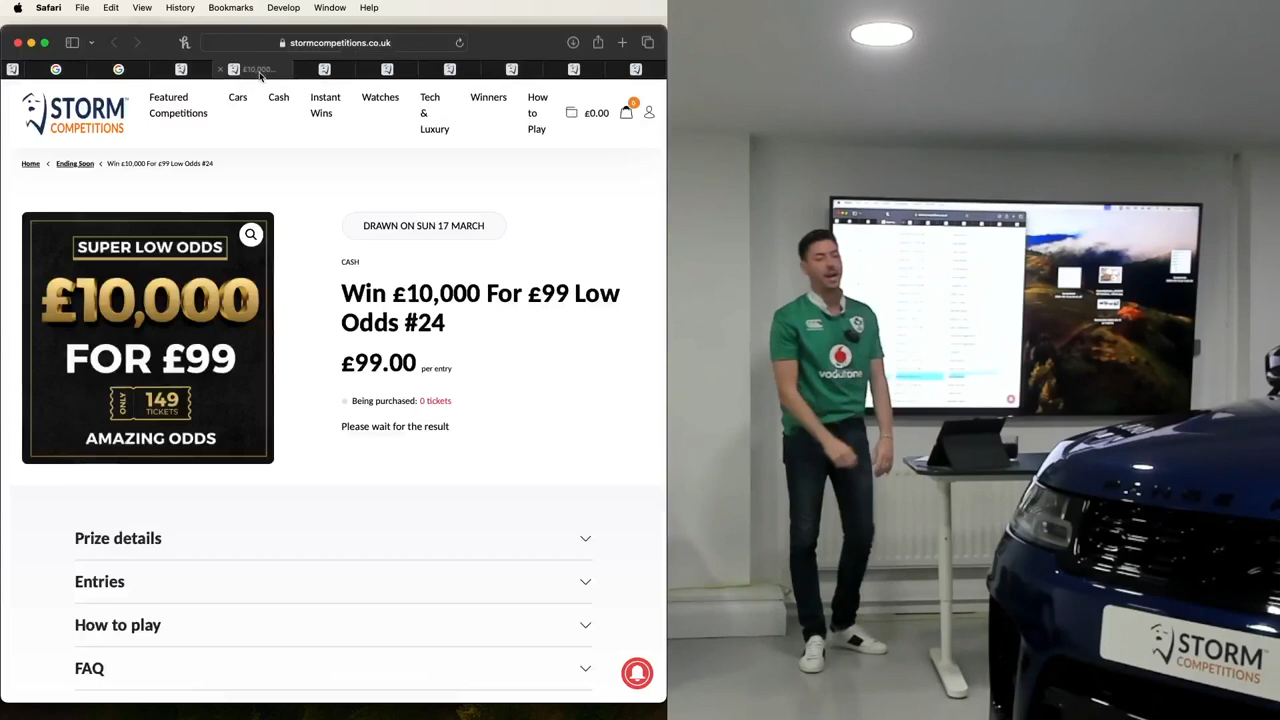 Safari File Edit View History Bookmarks Develop Window Help
stormcompetitions.co.uk
£10,000...
STORM
COMPETITIONS
Featured
Competitions
Cars
Cash
Instant
Wins
Watches
Tech
&
Luxury
Winners
How
to
Play
£0.00
0
Home < Ending Soon < Win £10,000 For £99 Low Odds #24
SUPER LOW ODDS
£10,000
FOR £99
ONLY
149
TICKETS
AMAZING ODDS
DRAWN ON SUN 17 MARCH
CASH
Win £10,000 For £99 Low
Odds #24
£99.00 per entry
Being purchased: 0 tickets
Please wait for the result
Prize details
Entries
How to play
FAQ
vodafone
STORM
COMPETITIONS